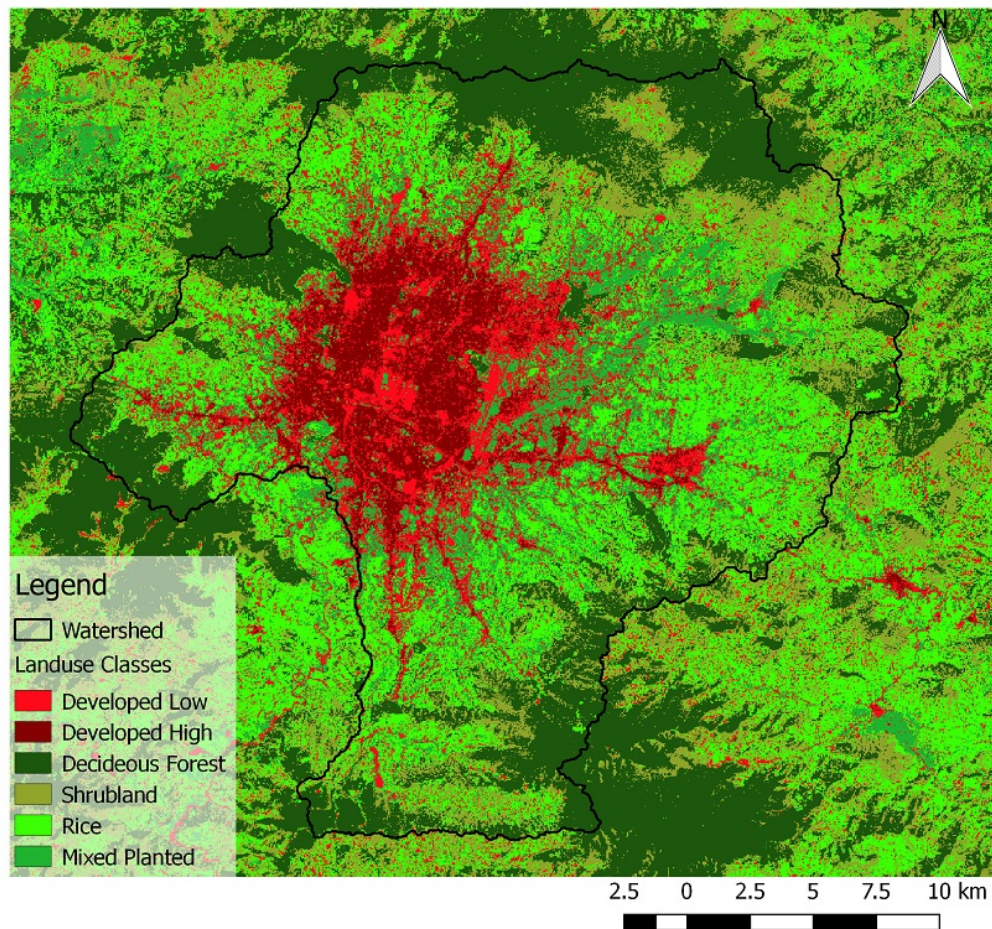 N
Legend
Watershed
Landuse Classes
Developed Low
Developed High
Decideous Forest
Shrubland
Rice
Mixed Planted
2.5 0 2.5 5 7.5 10 km